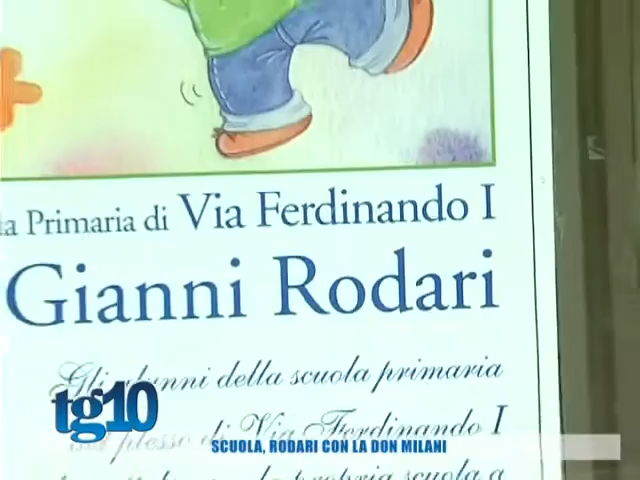 Primaria di Via Ferdinando I
Gianni Rodari
della scuola primaria
tg10
plesso di Via Ferdinando I
SCUOLA, RODARI CON LA DON MILANI
scuola a